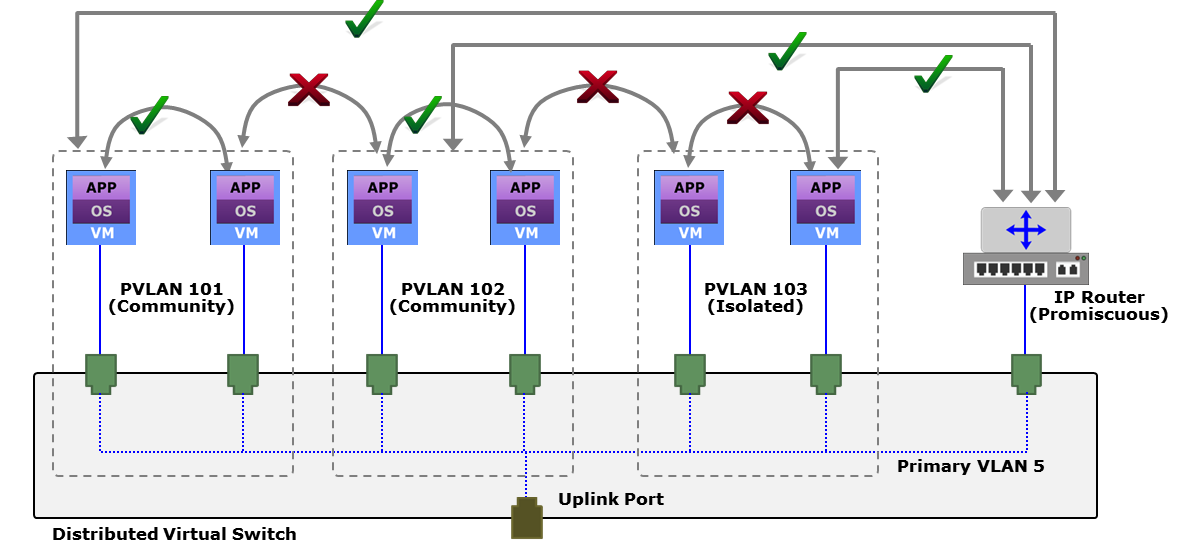 APP
OS
VM
APP
OS
VM
APP
OS
VM
APP
OS
VM
APP
OS
VM
APP
OS
VM
PVLAN 101
(Community)
PVLAN 102
(Community)
PVLAN 103
(Isolated)
IP Router
(Promiscuous)
Primary VLAN 5
Uplink Port
Distributed Virtual Switch